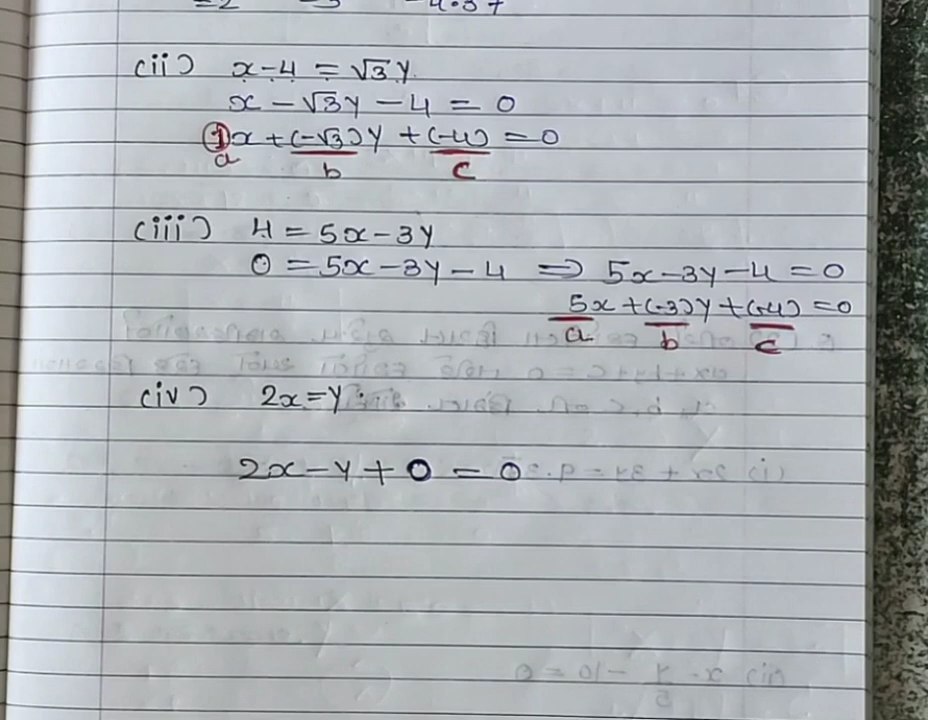 (ii) x-4 = √3y
x - √3y - 4 = 0
1x + (-√3)y + (-4) = 0
a b c
(iii) 4 = 5x - 3y
0 = 5x - 3y - 4 ⇒ 5x - 3y - 4 = 0
5x + (-3)y + (-4) = 0
a b c
(iv) 2x = y
2x - y + 0 = 0